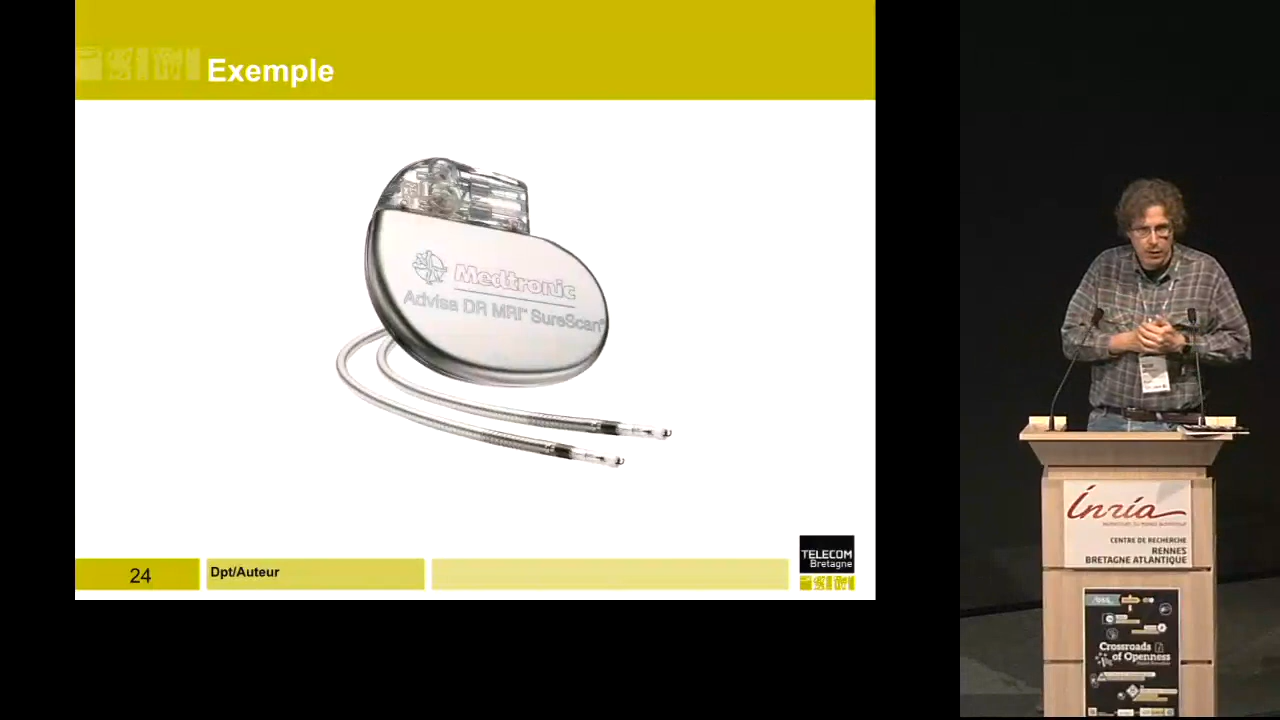 Exemple
Medtronic
Advisa DR MRI™ SureScan®
24
Dpt/Auteur
TELECOM
Bretagne
Inria
CENTRE DE RECHERCHE
RENNES
BRETAGNE ATLANTIQUE
Crossroads
of Openness